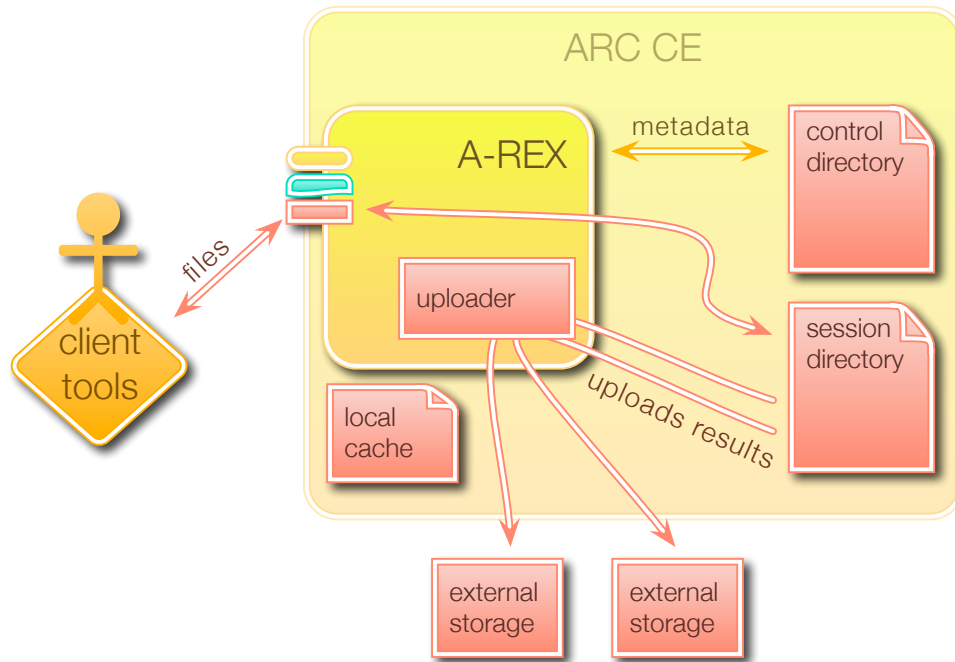 ARC CE
A-REX
metadata
control
directory
files
uploader
client
tools
session
directory
uploads results
local
cache
external
storage
external
storage